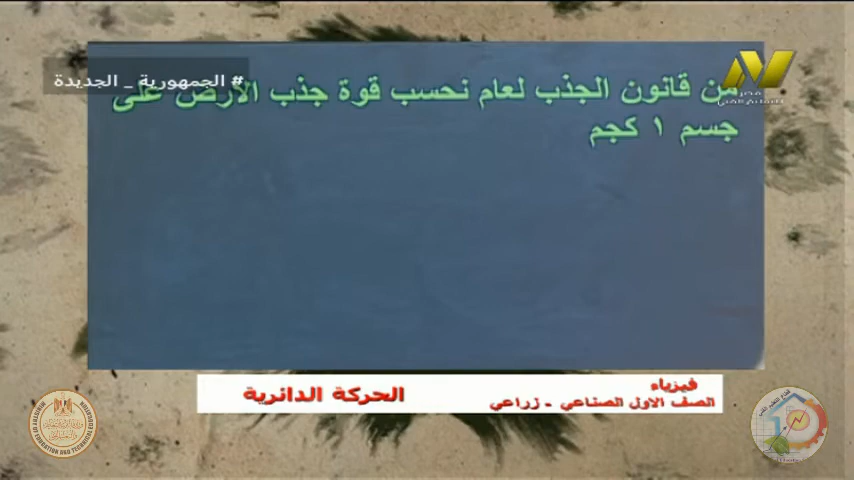 # الجمهورية _ الجديدة
من قانون الجذب لعام نحسب قوة جذب الأرض على
جسم ١ كجم
فيزياء
الصف الاول الصناعي - زراعي
الحركة الدائرية